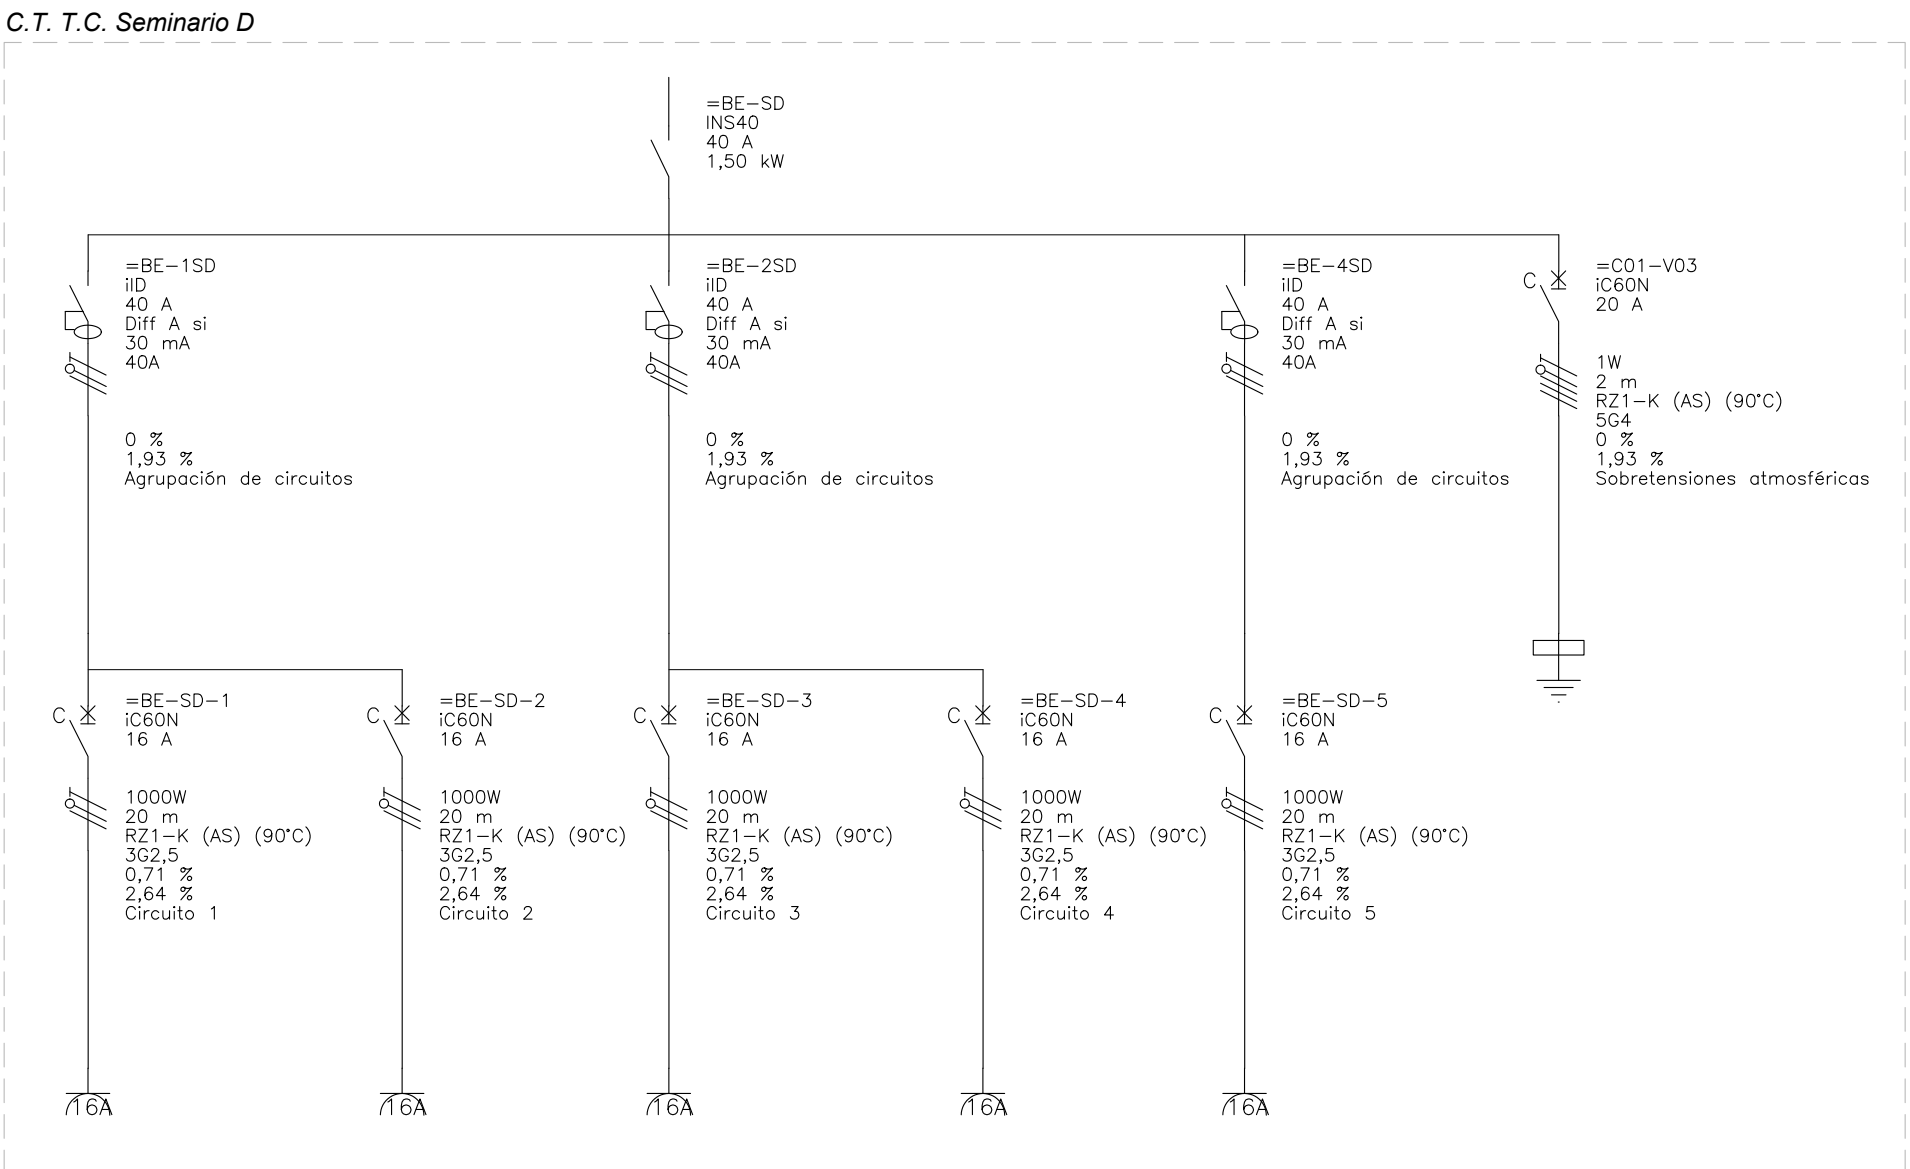 C.T. T.C. Seminario D
=BE-SD
INS40
40 A
1,50 kW
=BE-1SD
iID
40 A
Diff A si
30 mA
40A
0 %
1,93 %
Agrupación de circuitos
=BE-2SD
iID
40 A
Diff A si
30 mA
40A
0 %
1,93 %
Agrupación de circuitos
=BE-4SD
iID
40 A
Diff A si
30 mA
40A
0 %
1,93 %
Agrupación de circuitos
C
=C01-V03
iC60N
20 A
1W
2 m
RZ1-K (AS) (90°C)
5G4
0 %
1,93 %
Sobretensiones atmosféricas
C
=BE-SD-1
iC60N
16 A
1000W
20 m
RZ1-K (AS) (90°C)
3G2,5
0,71 %
2,64 %
Circuito 1
16A
C
=BE-SD-2
iC60N
16 A
1000W
20 m
RZ1-K (AS) (90°C)
3G2,5
0,71 %
2,64 %
Circuito 2
16A
C
=BE-SD-3
iC60N
16 A
1000W
20 m
RZ1-K (AS) (90°C)
3G2,5
0,71 %
2,64 %
Circuito 3
16A
C
=BE-SD-4
iC60N
16 A
1000W
20 m
RZ1-K (AS) (90°C)
3G2,5
0,71 %
2,64 %
Circuito 4
16A
C
=BE-SD-5
iC60N
16 A
1000W
20 m
RZ1-K (AS) (90°C)
3G2,5
0,71 %
2,64 %
Circuito 5
16A